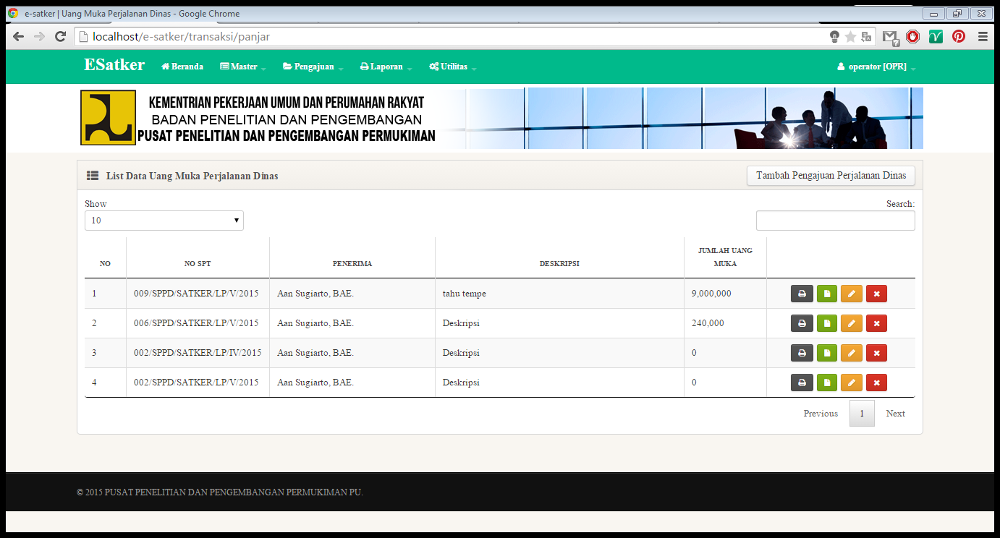 e-satker | Uang Muka Perjalanan Dinas - Google Chrome
localhost/e-satker/transaksi/panjar
ESatker Beranda Master Pengajuan Laporan Utilitas operator [OPR]
KEMENTRIAN PEKERJAAN UMUM DAN PERUMAHAN RAKYAT
BADAN PENELITIAN DAN PENGEMBANGAN
PUSAT PENELITIAN DAN PENGEMBANGAN PERMUKIMAN
List Data Uang Muka Perjalanan Dinas Tambah Pengajuan Perjalanan Dinas
Show Search:
10
NO NO SPT PENERIMA DESKRIPSI JUMLAH UANG MUKA
1 009/SPPD/SATKER/LP/V/2015 Aan Sugiarto, BAE. tahu tempe 9,000,000
2 006/SPPD/SATKER/LP/V/2015 Aan Sugiarto, BAE. Deskripsi 240,000
3 002/SPPD/SATKER/LP/IV/2015 Aan Sugiarto, BAE. Deskripsi 0
4 002/SPPD/SATKER/LP/V/2015 Aan Sugiarto, BAE. Deskripsi 0
Previous 1 Next
© 2015 PUSAT PENELITIAN DAN PENGEMBANGAN PERMUKIMAN PU.